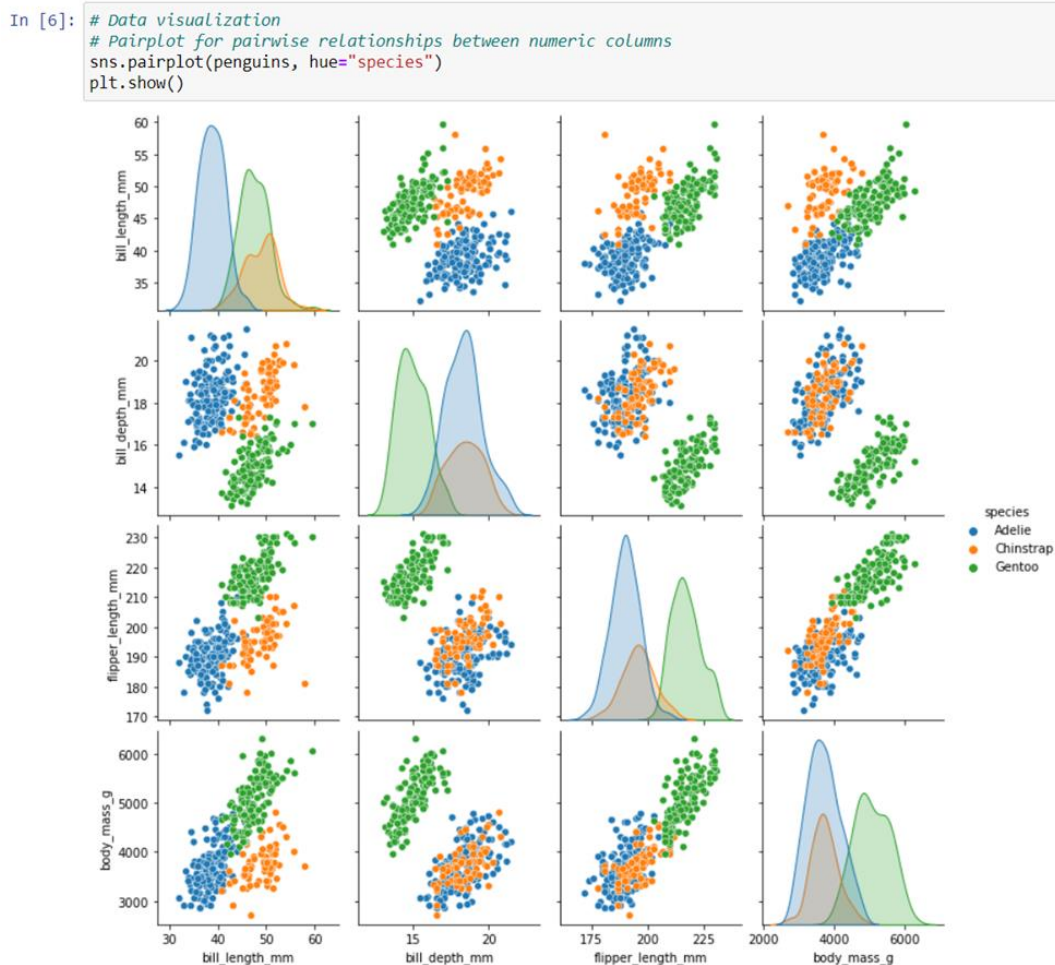 In [6]: # Data visualization
# Pairplot for pairwise relationships between numeric columns
sns.pairplot(penguins, hue="species")
plt.show()
60
55
50
45
40
35
bill_length_mm
20
18
16
14
bill_depth_mm
species
Adelie
Chinstrap
Gentoo
230
220
210
200
190
180
170
flipper_length_mm
6000
5000
4000
3000
body_mass_g
30 40 50 60
15 20
175 200 225
2000 4000 6000
bill_length_mm bill_depth_mm flipper_length_mm body_mass_g